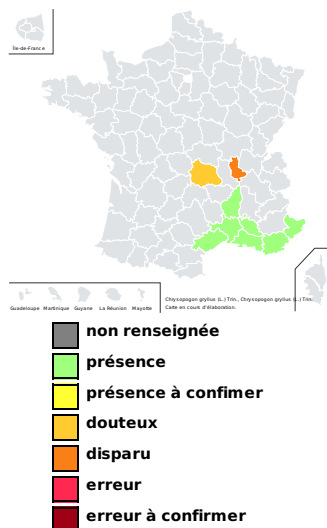 Île-de-France
Guadeloupe Martinique Guyane La Réunion Mayotte
Chrysopogon gryllus (L.) Trin., Chrysopogon gryllus (L.) Trin.
Carte en cours d'élaboration.
non renseignée
présence
présence à confimer
douteux
disparu
erreur
erreur à confirmer